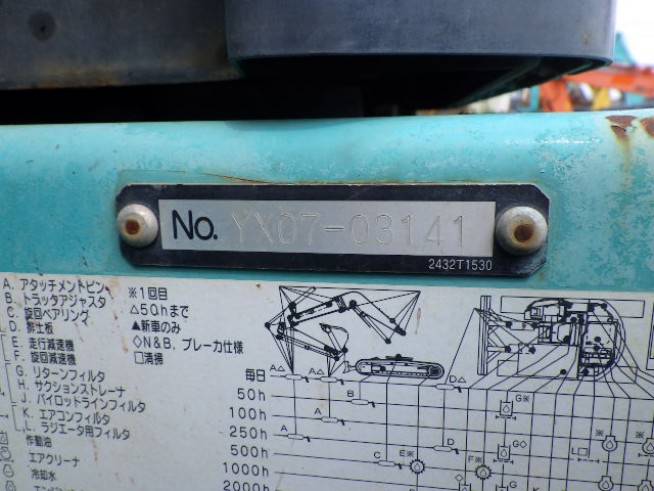 No. YX07-03141
2432T1530
A. アタッチメントピン
B. トラックアジャスタ
C. 旋回ベアリング
D. 排土板
E. 走行減速機
F. 旋回減速機
G. リターンフィルタ
H. サクションストレーナ
J. パイロットラインフィルタ
K. エアコンフィルタ
L. ラジエータ用フィルタ
作動油
エアクリーナ
冷却水
※1回目
△50hまで
▲新車のみ
◇N&B, ブレーカ仕様
□清掃
毎日
50h
100h
250h
500h
1000h
2000h
A△ A△ D△
B
A
A
C
D
E※
F※
G※
G◇
L□